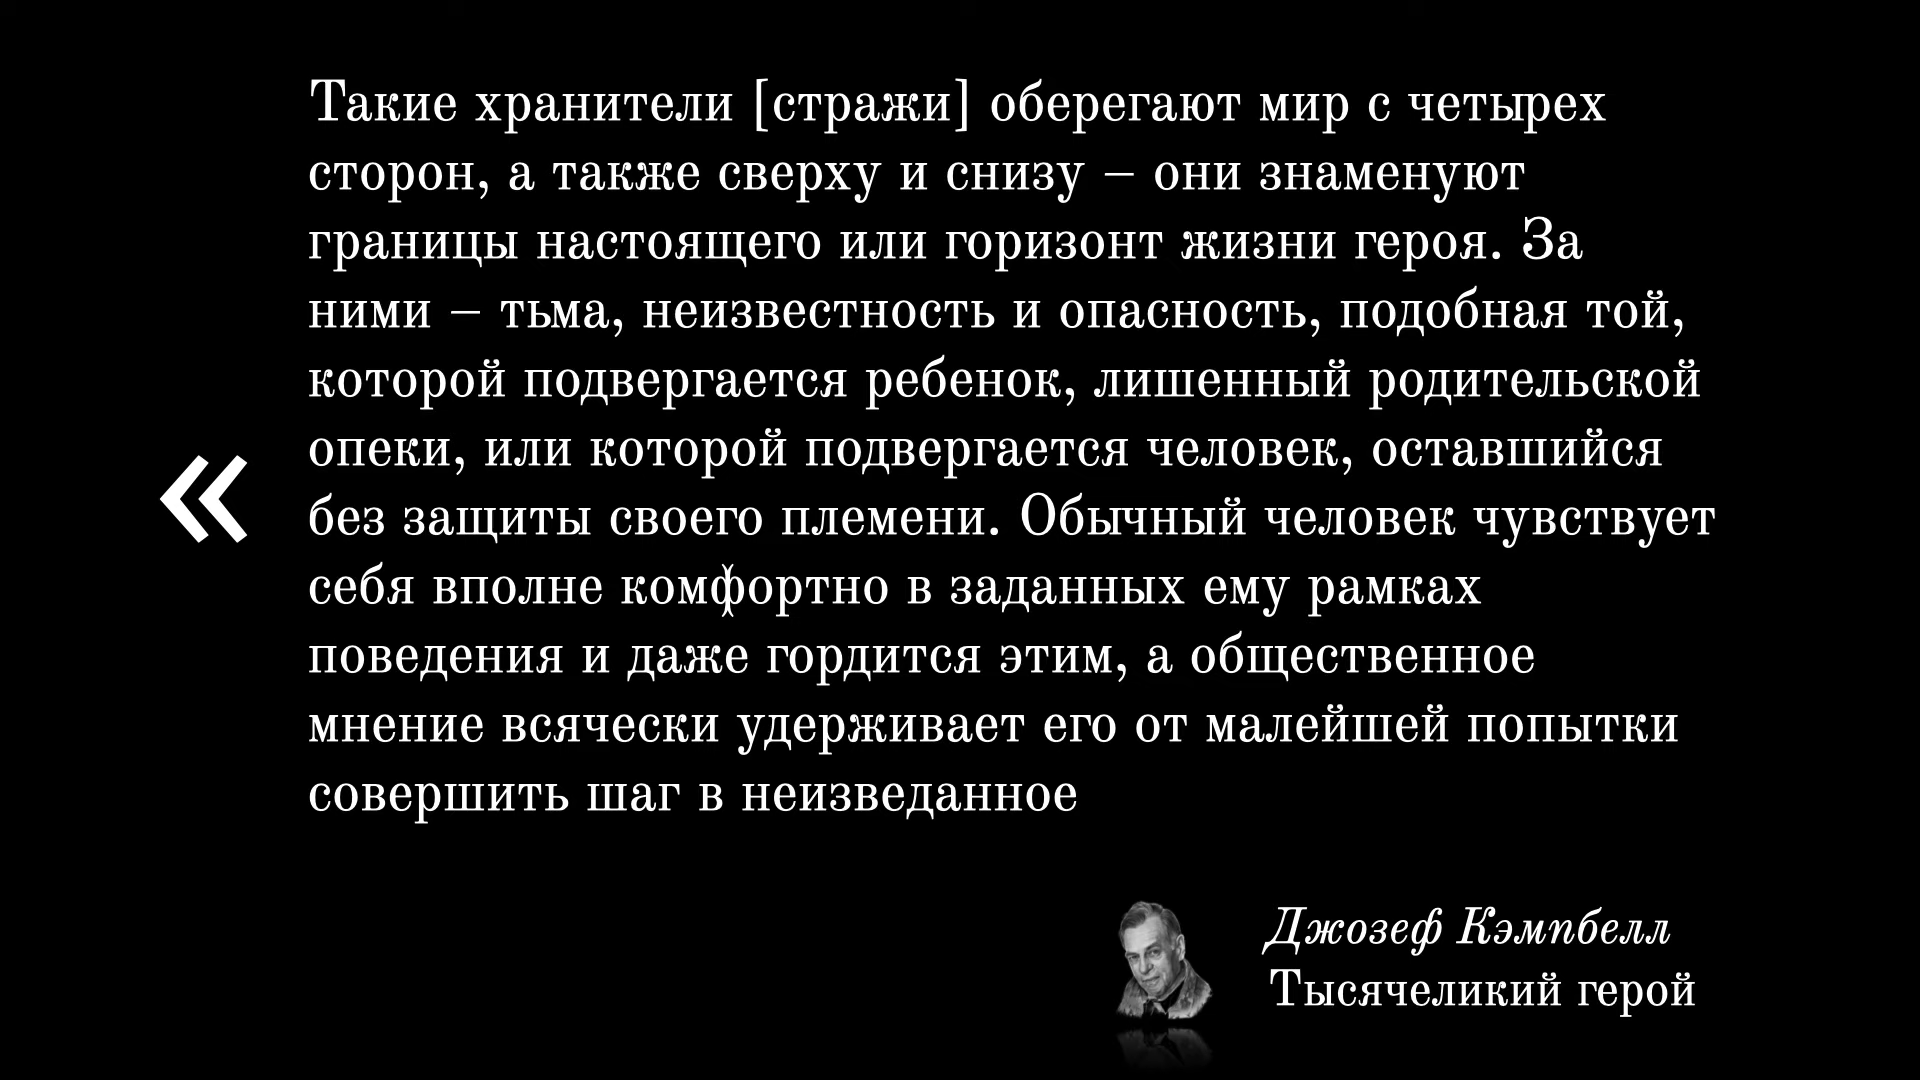 Такие хранители [стражи] оберегают мир с четырех
сторон, а также сверху и снизу – они знаменуют
границы настоящего или горизонт жизни героя. За
ними – тьма, неизвестность и опасность, подобная той,
которой подвергается ребенок, лишенный родительской
опеки, или которой подвергается человек, оставшийся
«
без защиты своего племени. Обычный человек чувствует
себя вполне комфортно в заданных ему рамках
поведения и даже гордится этим, а общественное
мнение всячески удерживает его от малейшей попытки
совершить шаг в неизведанное
Джозеф Кэмпбелл
Тысячеликий герой